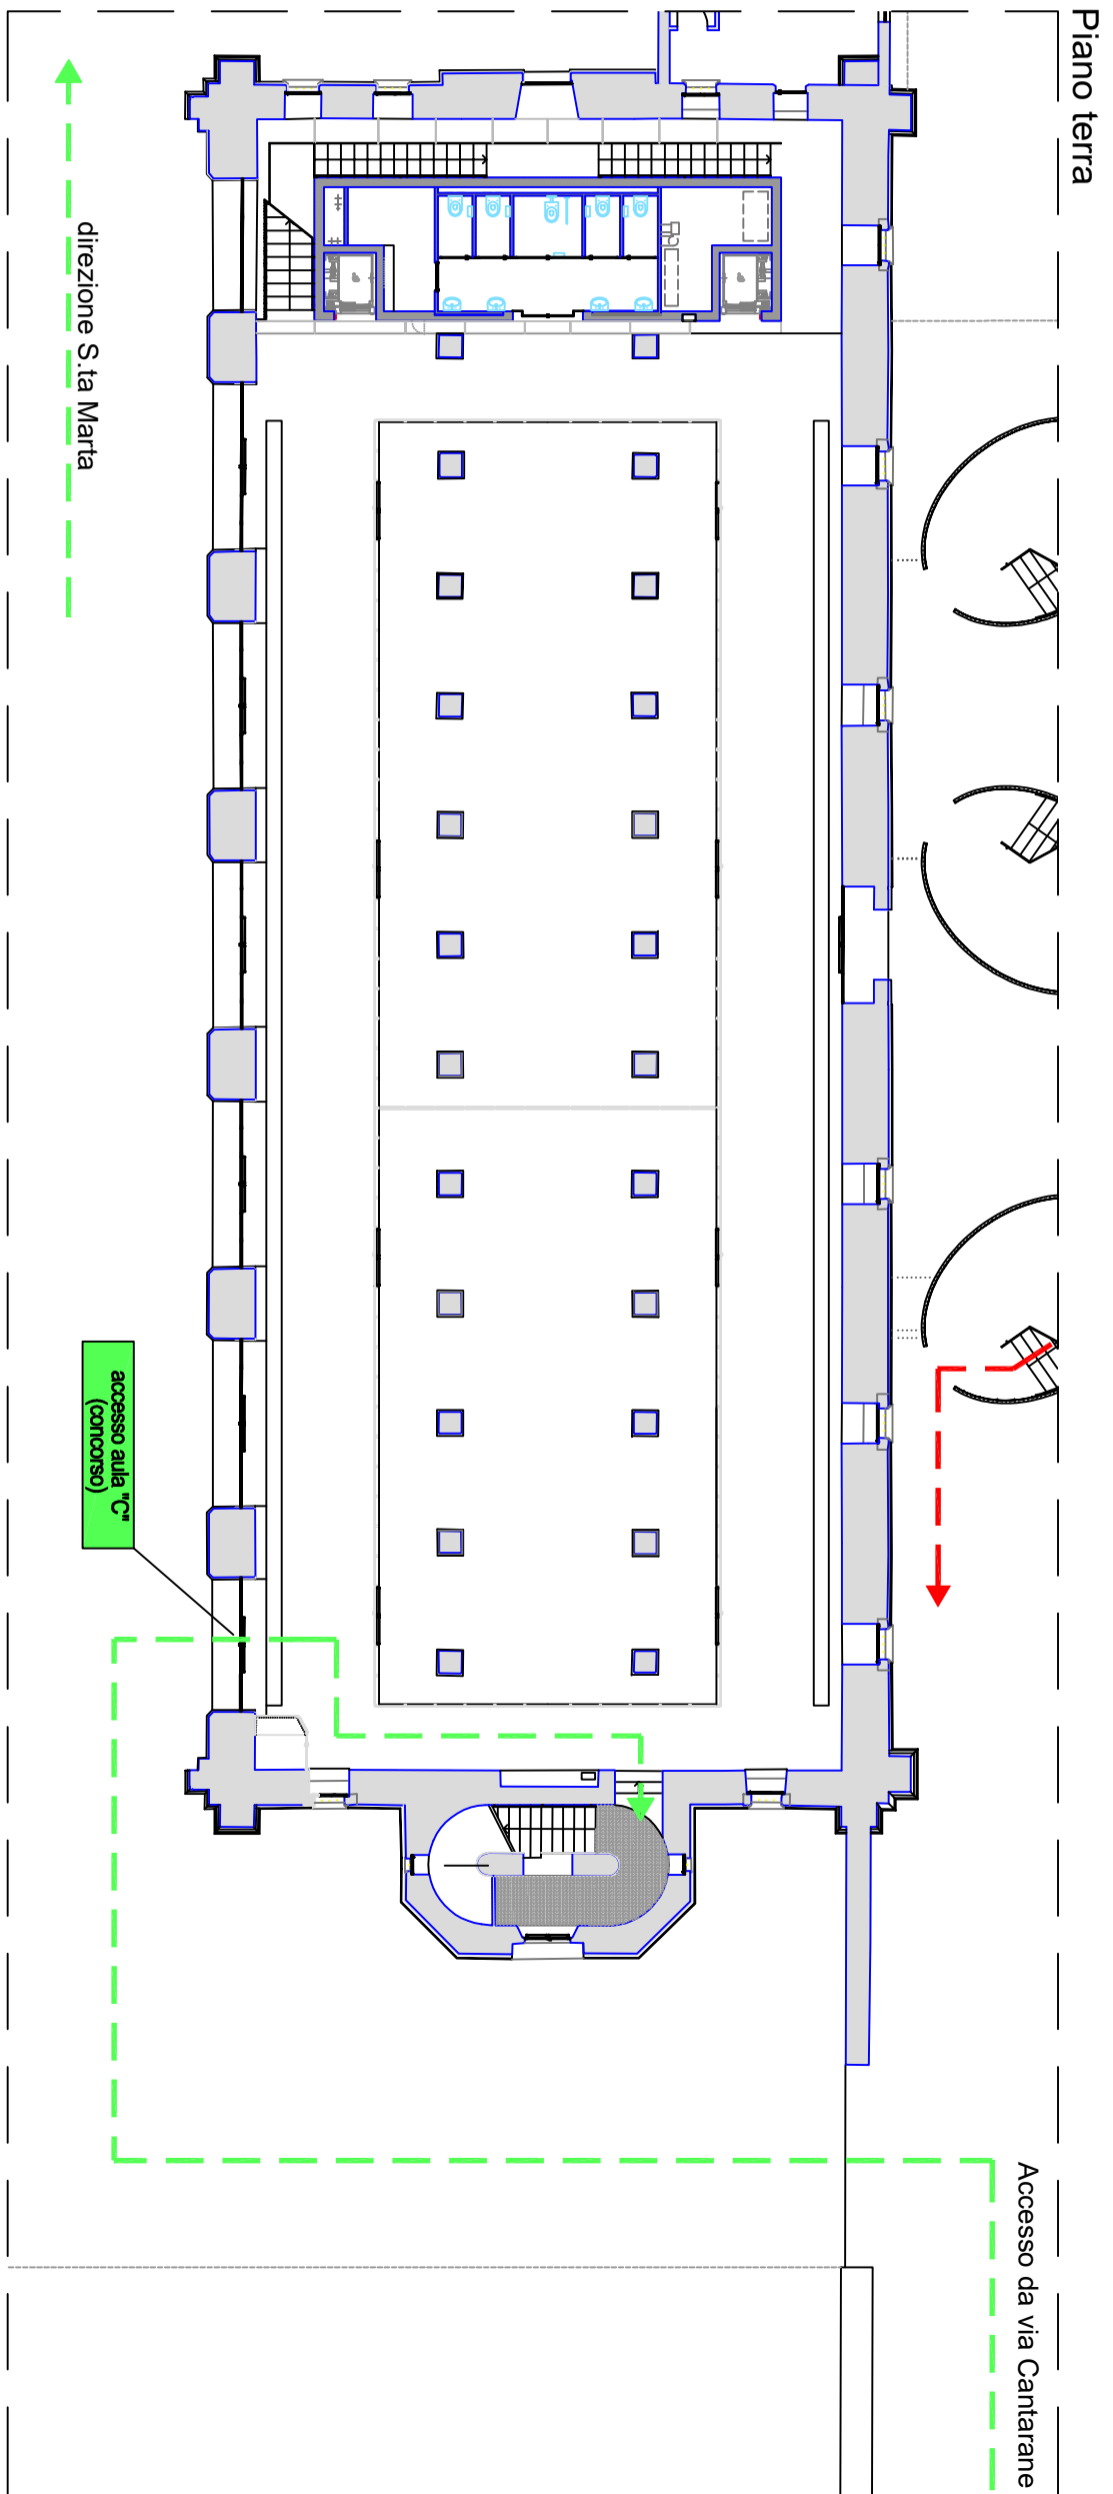 Piano terra
direzione S.ta Marta
accesso aula "C"
(concorso)
Accesso da via Cantarane